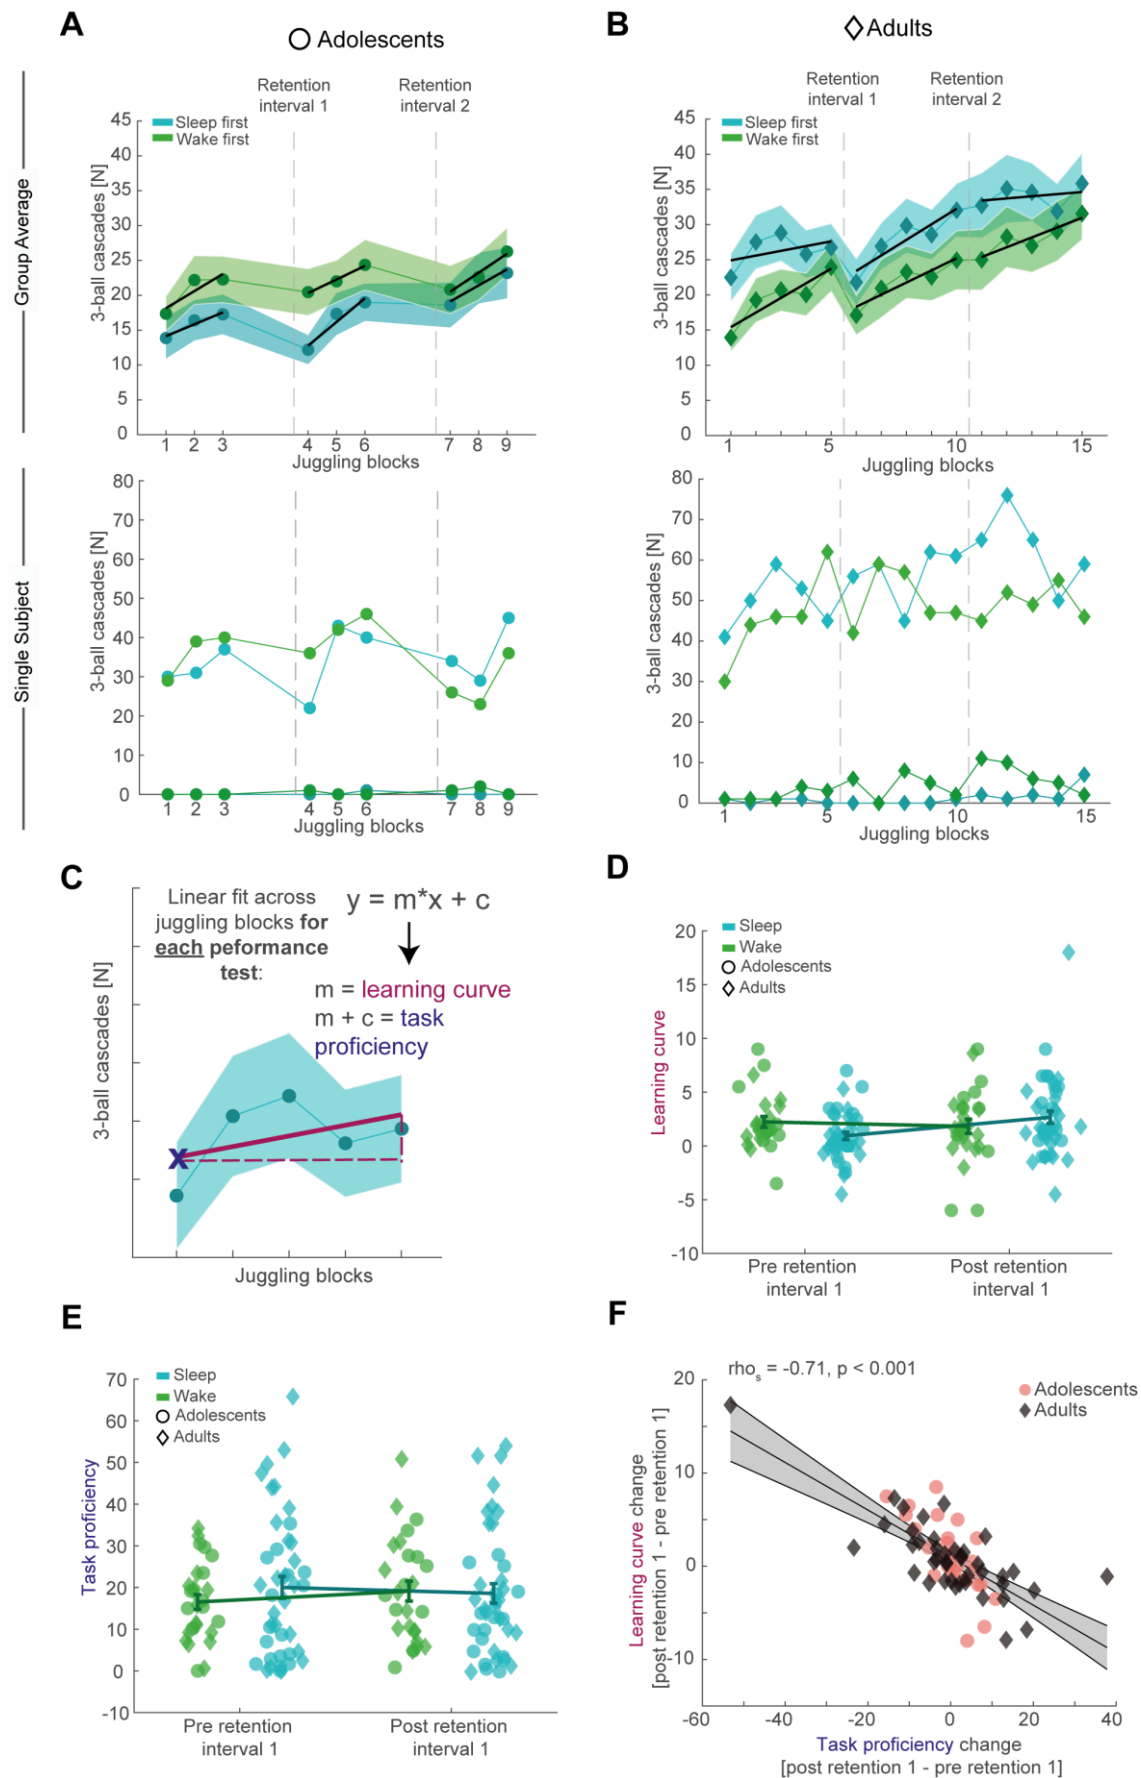 A
Adolescents
Retention
interval 1
Retention
interval 2
Sleep first
Wake first
Group Average
3-ball cascades [N]
45
40
35
30
25
20
15
10
5
0
1 2 3 4 5 6 7 8 9
Juggling blocks
B
Adults
Retention
interval 1
Retention
interval 2
Sleep first
Wake first
3-ball cascades [N]
45
40
35
30
25
20
15
10
5
0
1 5 10 15
Juggling blocks
Single Subject
3-ball cascades [N]
80
70
60
50
40
30
20
10
0
1 2 3 4 5 6 7 8 9
Juggling blocks
3-ball cascades [N]
80
70
60
50
40
30
20
10
0
1 5 10 15
Juggling blocks
C
Linear fit across
juggling blocks for
each peformance
test:
y = m*x + c
m = learning curve
m + c = task
proficiency
X
3-ball cascades [N]
Juggling blocks
D
Sleep
Wake
Adolescents
Adults
Learning curve
20
15
10
5
0
-5
-10
Pre retention
interval 1
Post retention
interval 1
E
Sleep
Wake
Adolescents
Adults
Task proficiency
70
60
50
40
30
20
10
0
-10
Pre retention
interval 1
Post retention
interval 1
F
rhos = -0.71, p < 0.001
Adolescents
Adults
Learning curve change
[post retention 1 - pre retention 1]
20
10
0
-10
-60 -40 -20 0 20 40
Task proficiency change
[post retention 1 - pre retention 1]